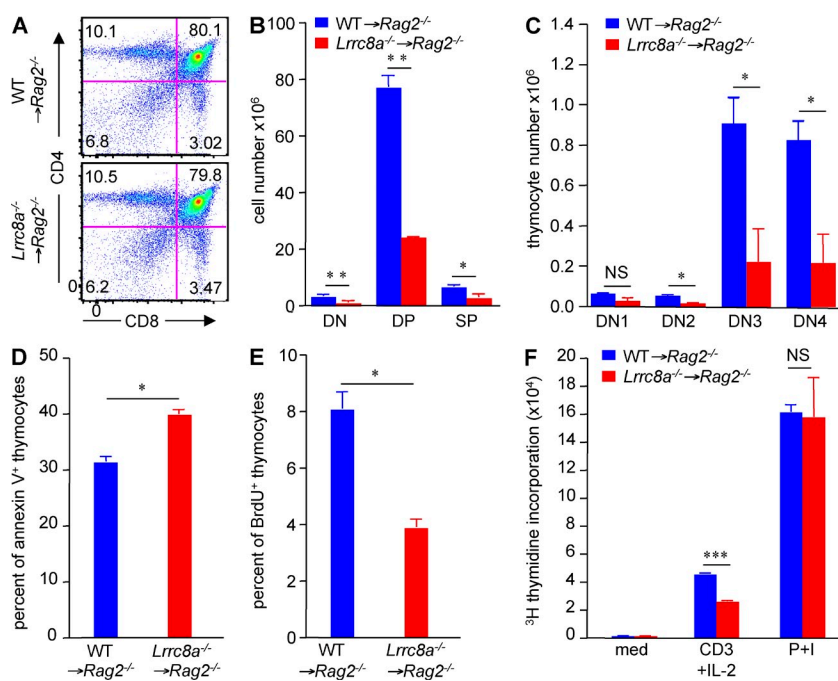 A
10.1 80.1
6.8 3.02
WT
→Rag2-/-
10.5 79.8
6.2 3.47
Lrrc8a-/-
→Rag2-/-
CD4
0
0
CD8
B
WT→Rag2-/-
Lrrc8a-/-→Rag2-/-
cell number x10⁶
100
80
60
40
20
0
** ** *
DN DP SP
C
WT→Rag2-/-
Lrrc8a-/-→Rag2-/-
thymocyte number x10⁶
1.2
1.0
0.8
0.6
0.4
0.2
0.0
NS * * *
DN1 DN2 DN3 DN4
D
percent of annexin V⁺ thymocytes
50
40
30
20
10
0
*
WT Lrrc8a-/-
→Rag2-/- →Rag2-/-
E
percent of BrdU⁺ thymocytes
10
8
6
4
2
0
*
WT Lrrc8a-/-
→Rag2-/- →Rag2-/-
F
WT→Rag2-/-
Lrrc8a-/-→Rag2-/-
³H thymidine incorporation (x10⁴)
20
18
16
14
12
10
8
6
4
2
0
*** NS
med CD3 P+I
+IL-2